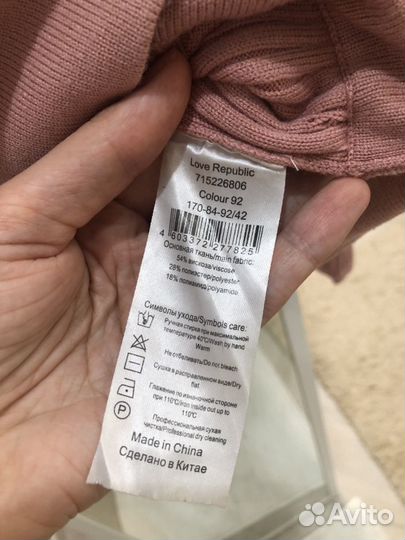 Love Republic
715226806
Colour 92
170-84-92/42
4 603372 277825
Основная ткань/main fabric:
54% вискоза/viscose
28% полиэстер/polyester
18% полиамид/polyamide
Символы ухода/Symbols care:
Ручная стирка при максимальной
температуре 40°C/Wash by hand
Warm
Не отбеливать/Do not bleach
Сушка в расправленном виде/Dry
flat
Глажение по изнаночной стороне
при 110°C/Iron inside out up to
110°C
Профессиональная сухая
чистка/Professional dry cleaning
P
Made in China
Сделано в Китае
Avito